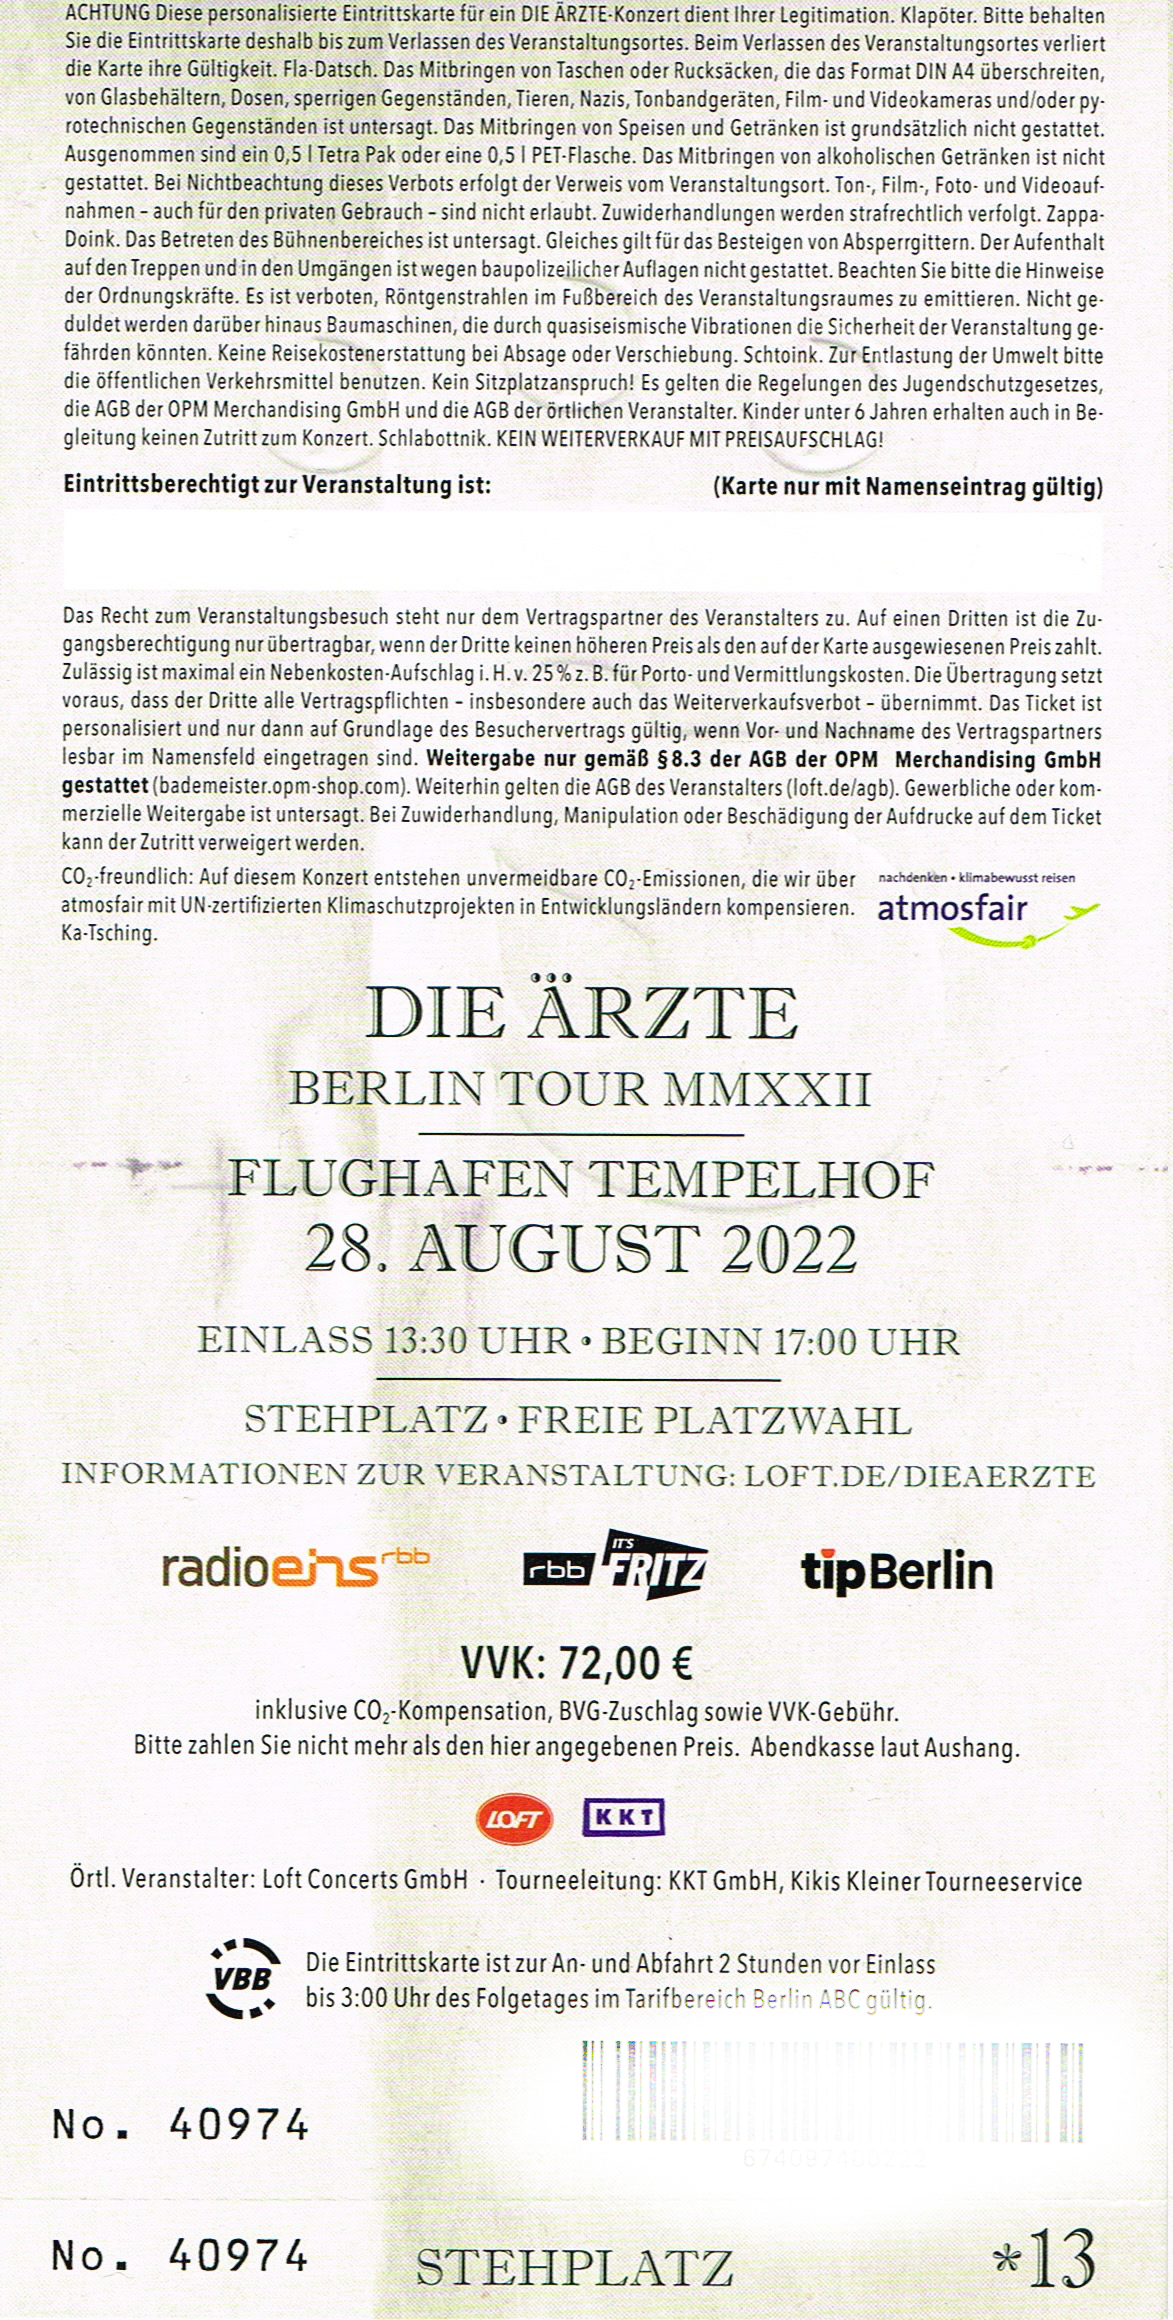 ACHTUNG Diese personalisierte Eintrittskarte für ein DIE ÄRZTE-Konzert dient Ihrer Legitimation. Klapöter. Bitte behalten
Sie die Eintrittskarte deshalb bis zum Verlassen des Veranstaltungsortes. Beim Verlassen des Veranstaltungsortes verliert
die Karte ihre Gültigkeit. Fla-Datsch. Das Mitbringen von Taschen oder Rucksäcken, die das Format DIN A4 überschreiten,
von Glasbehältern, Dosen, sperrigen Gegenständen, Tieren, Nazis, Tonbandgeräten, Film- und Videokameras und/oder py-
rotechnischen Gegenständen ist untersagt. Das Mitbringen von Speisen und Getränken ist grundsätzlich nicht gestattet.
Ausgenommen sind ein 0,5 l Tetra Pak oder eine 0,5 l PET-Flasche. Das Mitbringen von alkoholischen Getränken ist nicht
gestattet. Bei Nichtbeachtung dieses Verbots erfolgt der Verweis vom Veranstaltungsort. Ton-, Film-, Foto- und Videoauf-
nahmen – auch für den privaten Gebrauch – sind nicht erlaubt. Zuwiderhandlungen werden strafrechtlich verfolgt. Zappa-
Doink. Das Betreten des Bühnenbereiches ist untersagt. Gleiches gilt für das Besteigen von Absperrgittern. Der Aufenthalt
auf den Treppen und in den Umgängen ist wegen baupolizeilicher Auflagen nicht gestattet. Beachten Sie bitte die Hinweise
der Ordnungskräfte. Es ist verboten, Röntgenstrahlen im Fußbereich des Veranstaltungsraumes zu emittieren. Nicht ge-
duldet werden darüber hinaus Baumaschinen, die durch quasiseismische Vibrationen die Sicherheit der Veranstaltung ge-
fährden könnten. Keine Reisekostenerstattung bei Absage oder Verschiebung. Schtoink. Zur Entlastung der Umwelt bitte
die öffentlichen Verkehrsmittel benutzen. Kein Sitzplatzanspruch! Es gelten die Regelungen des Jugendschutzgesetzes,
die AGB der OPM Merchandising GmbH und die AGB der örtlichen Veranstalter. Kinder unter 6 Jahren erhalten auch in Be-
gleitung keinen Zutritt zum Konzert. Schlabottnik. KEIN WEITERVERKAUF MIT PREISAUFSCHLAG!
Eintrittsberechtigt zur Veranstaltung ist: (Karte nur mit Namenseintrag gültig)
Das Recht zum Veranstaltungsbesuch steht nur dem Vertragspartner des Veranstalters zu. Auf einen Dritten ist die Zu-
gangsberechtigung nur übertragbar, wenn der Dritte keinen höheren Preis als den auf der Karte ausgewiesenen Preis zahlt.
Zulässig ist maximal ein Nebenkosten-Aufschlag i. H. v. 25 % z. B. für Porto- und Vermittlungskosten. Die Übertragung setzt
voraus, dass der Dritte alle Vertragspflichten – insbesondere auch das Weiterverkaufsverbot – übernimmt. Das Ticket ist
personalisiert und nur dann auf Grundlage des Besuchervertrags gültig, wenn Vor- und Nachname des Vertragspartners
lesbar im Namensfeld eingetragen sind. Weitergabe nur gemäß §8.3 der AGB der OPM Merchandising GmbH
gestattet (bademeister.opm-shop.com). Weiterhin gelten die AGB des Veranstalters (loft.de/agb). Gewerbliche oder kom-
merzielle Weitergabe ist untersagt. Bei Zuwiderhandlung, Manipulation oder Beschädigung der Aufdrucke auf dem Ticket
kann der Zutritt verweigert werden.
CO₂-freundlich: Auf diesem Konzert entstehen unvermeidbare CO₂-Emissionen, die wir über
atmosfair mit UN-zertifizierten Klimaschutzprojekten in Entwicklungsländern kompensieren.
Ka-Tsching.
nachdenken • klimabewusst reisen
atmosfair
DIE ÄRZTE
BERLIN TOUR MMXXII
FLUGHAFEN TEMPELHOF
28. AUGUST 2022
EINLASS 13:30 UHR • BEGINN 17:00 UHR
STEHPLATZ • FREIE PLATZWAHL
INFORMATIONEN ZUR VERANSTALTUNG: LOFT.DE/DIEAERZTE
radioeins rbb
rbb IT'S FRITZ
tipBerlin
VVK: 72,00 €
inklusive CO₂-Kompensation, BVG-Zuschlag sowie VVK-Gebühr.
Bitte zahlen Sie nicht mehr als den hier angegebenen Preis. Abendkasse laut Aushang.
LOFT KKT
Örtl. Veranstalter: Loft Concerts GmbH · Tourneeleitung: KKT GmbH, Kikis Kleiner Tourneeservice
VBB
Die Eintrittskarte ist zur An- und Abfahrt 2 Stunden vor Einlass
bis 3:00 Uhr des Folgetages im Tarifbereich Berlin ABC gültig.
No. 40974
No. 40974 STEHPLATZ *13